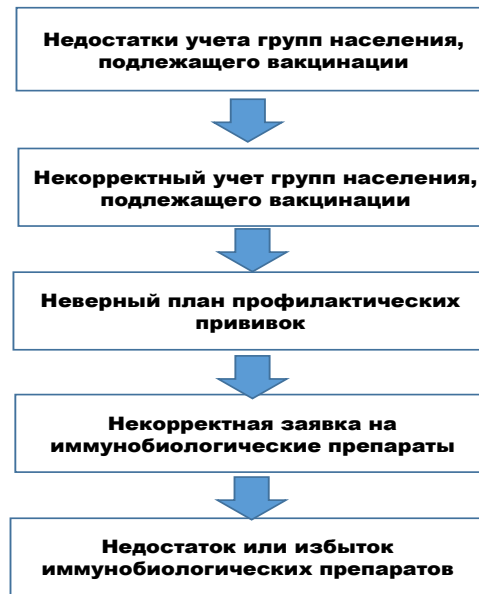 Недостатки учета групп населения,
подлежащего вакцинации
Некорректный учет групп населения,
подлежащего вакцинации
Неверный план профилактических
прививок
Некорректная заявка на
иммунобиологические препараты
Недостаток или избыток
иммунобиологических препаратов